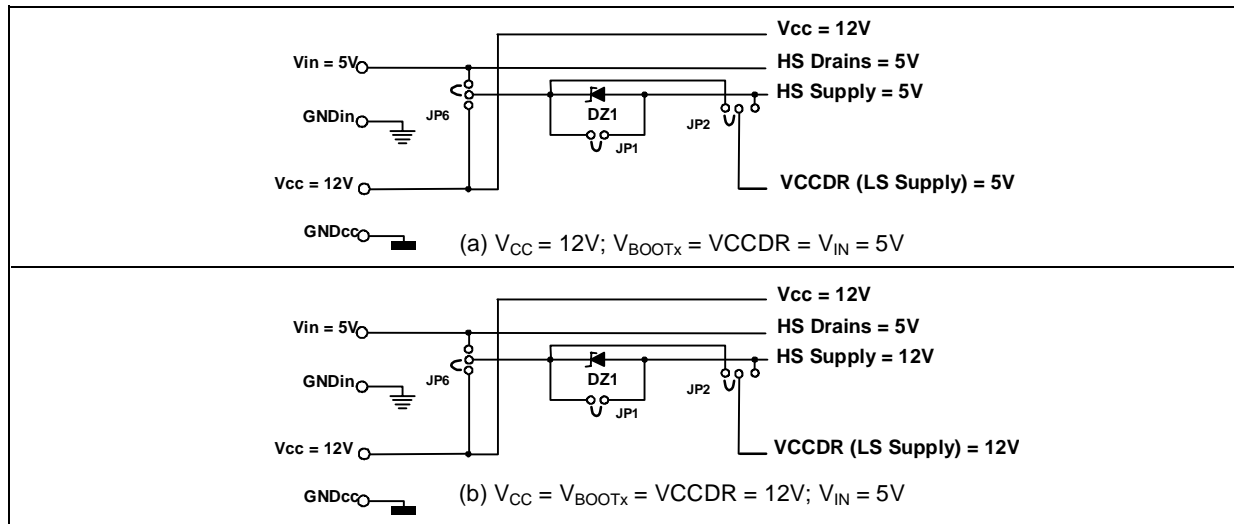 Vcc = 12V
Vin = 5V
HS Drains = 5V
HS Supply = 5V
DZ1
GNDin
JP6
JP2
JP1
Vcc = 12V
VCCDR (LS Supply) = 5V
GNDcc
(a) VCC = 12V; VBOOTx = VCCDR = VIN = 5V
Vcc = 12V
Vin = 5V
HS Drains = 5V
HS Supply = 12V
DZ1
GNDin
JP6
JP2
JP1
Vcc = 12V
VCCDR (LS Supply) = 12V
GNDcc
(b) VCC = VBOOTx = VCCDR = 12V; VIN = 5V